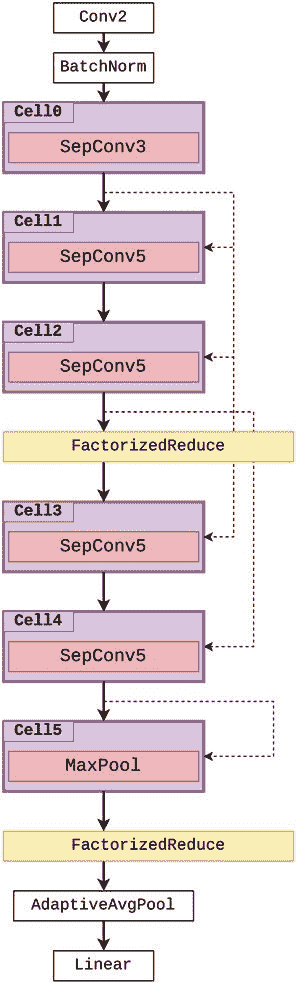 Conv2
BatchNorm
Cell0
SepConv3
Cell1
SepConv5
Cell2
SepConv5
FactorizedReduce
Cell3
SepConv5
Cell4
SepConv5
Cell5
MaxPool
FactorizedReduce
AdaptiveAvgPool
Linear